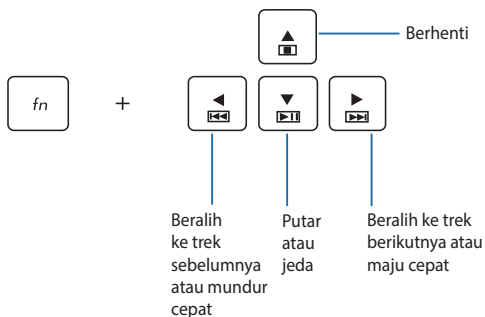 Berhenti
fn
+
Beralih
ke trek
sebelumnya
atau mundur
cepat
Putar
atau
jeda
Beralih ke trek
berikutnya atau
maju cepat